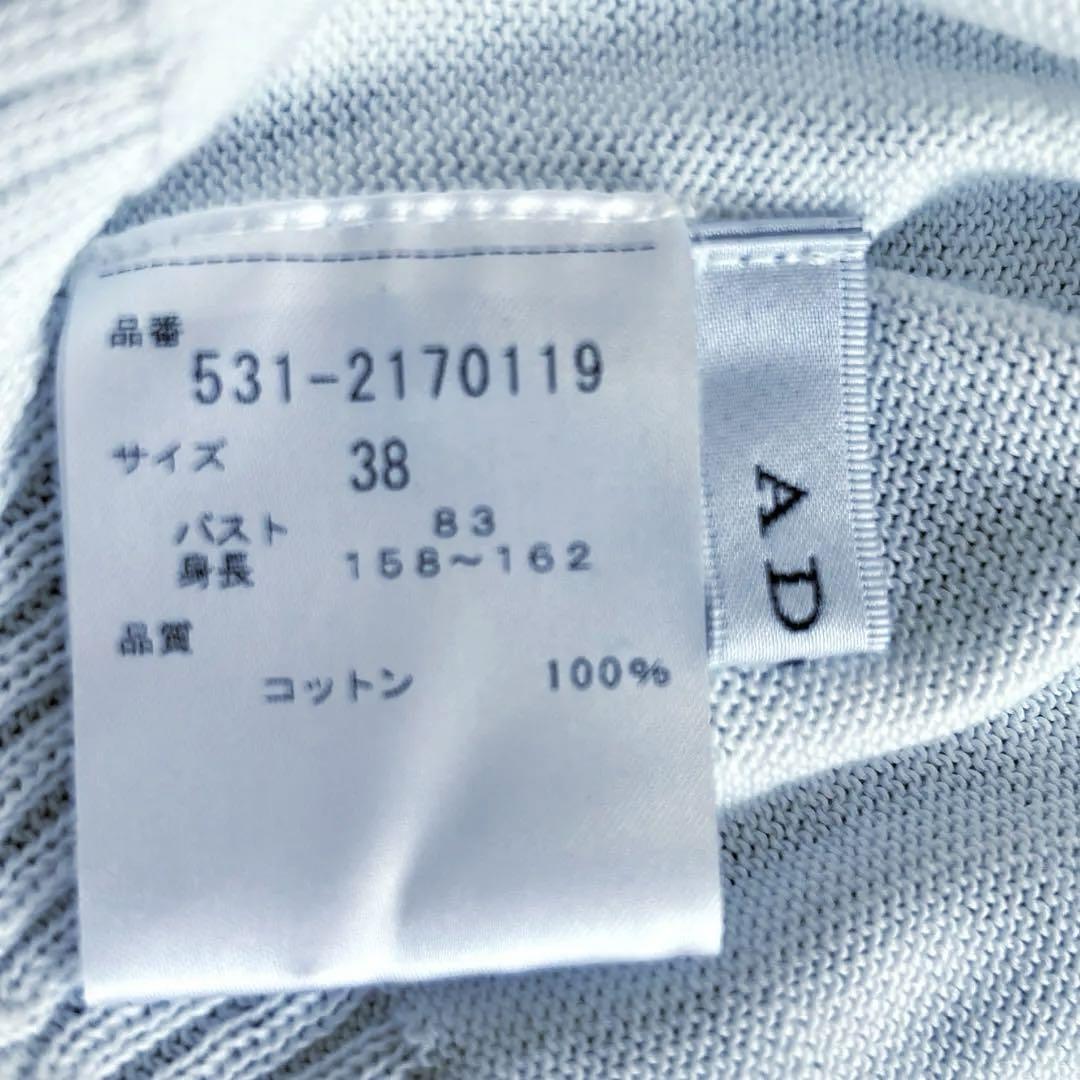 品番
531-2170119
サイズ 38
バスト 83
身長 158～162
品質
コットン 100%
AD